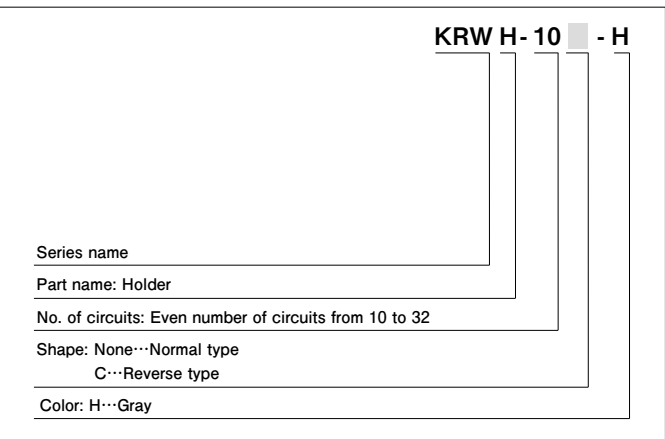 KRW H - 10 - H
Series name
Part name: Holder
No. of circuits: Even number of circuits from 10 to 32
Shape: None⋯Normal type
C⋯Reverse type
Color: H⋯Gray